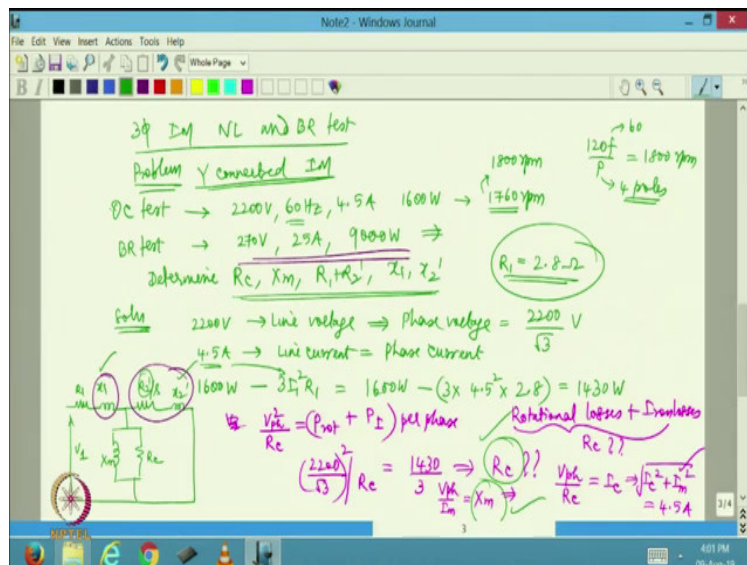 Note2 - Windows Journal
File Edit View Insert Actions Tools Help
Whole Page
B I
3φ IM NL and BR test
Problem Y connected IM
OC test → 2200V, 60Hz, 4.5A 1600W → 1760 rpm
1800 rpm
120f/P = 1800 rpm
60
4 poles
BR test → 270V, 25A, 9000W ⇒
R1 = 2.8 Ω
Determine Rc, Xm, R1+R2', x1, x2'
Soln 2200V → Line voltage ⇒ Phase voltage = 2200/√3 V
4.5A → Line current = Phase current
1600W - 3I1²R1 = 1600W - (3 x 4.5² x 2.8) = 1430 W
R1 x1 R2'/s x2'
V1 Xm Rc
Vph²/Rc = (Prot + PI) per phase
Rotational losses + Iron losses
Rc ??
(2200/√3)²/Rc = 1430/3 ⇒ Rc ??
Vph/Im = Xm ⇒
Vph/Rc = Ic → √Ic² + Im² = 4.5A
NPTEL
3
3/4
4:01 PM